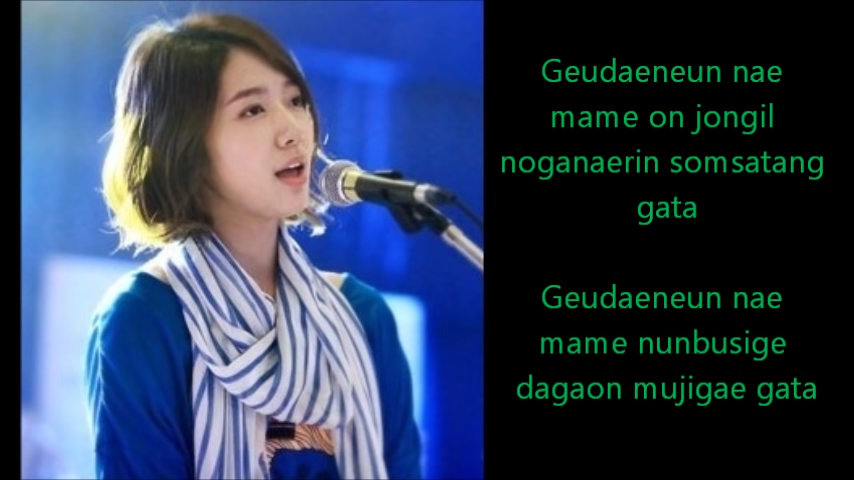 Geudaeneun nae
mame on jongil
noganaerin somsatang
gata
Geudaeneun nae
mame nunbusige
dagaon mujigae gata